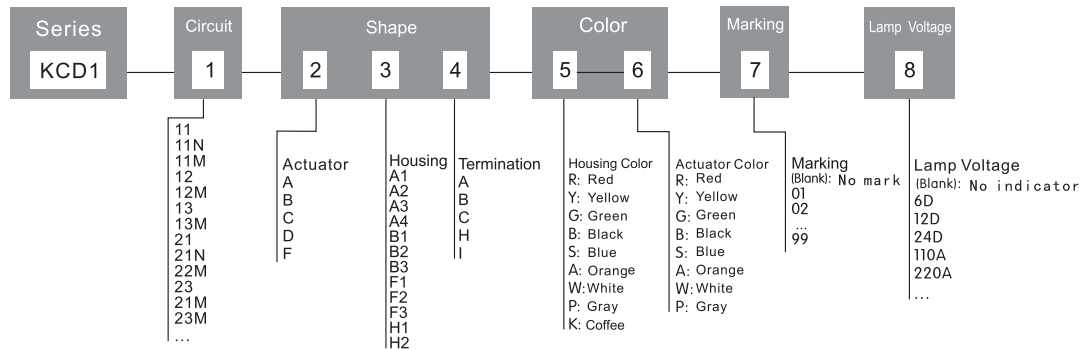 Series
Circuit
Shape
Color
Marking
Lamp Voltage
KCD1
1
2
3
4
5
6
7
8
11
11N
11M
12
12M
13
13M
21
21N
22M
23
21M
23M
...
Actuator
A
B
C
D
F
Housing
A1
A2
A3
A4
B1
B2
B3
F1
F2
F3
H1
H2
Termination
A
B
C
H
I
Housing Color
R: Red
Y: Yellow
G: Green
B: Black
S: Blue
A: Orange
W: White
P: Gray
K: Coffee
Actuator Color
R: Red
Y: Yellow
G: Green
B: Black
S: Blue
A: Orange
W: White
P: Gray
Marking
(Blank): No mark
01
02
...
99
Lamp Voltage
(Blank): No indicator
6D
12D
24D
110A
220A
...